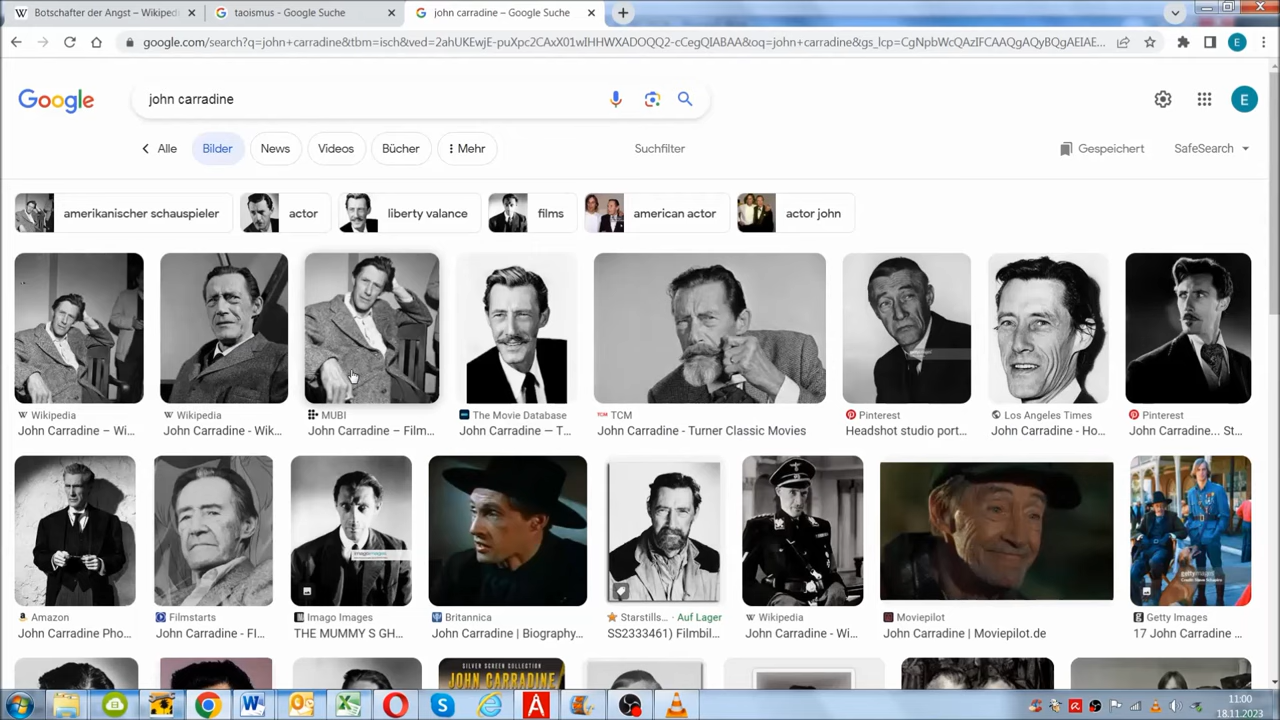 Botschafter der Angst – Wikiped
taoismus - Google Suche
john carradine – Google Suche
google.com/search?q=john+carradine&tbm=isch&ved=2ahUKEwE-puXpc2CAxX01wIHHWXADOQQ2-cCegQIABAA&oq=john+carradine&gs_lcp=CgNpbWcQAzIFCAAQgAQyBQgAEIAE...
E
Google
john carradine
E
Alle
Bilder
News
Videos
Bücher
Mehr
Suchfilter
Gespeichert
SafeSearch
amerikanischer schauspieler
actor
liberty valance
films
american actor
actor john
Wikipedia
John Carradine – Wi...
Wikipedia
John Carradine - Wik...
MUBI
John Carradine – Film...
The Movie Database
John Carradine — T...
TCM
John Carradine - Turner Classic Movies
Pinterest
Headshot studio port...
Los Angeles Times
John Carradine - Ho...
Pinterest
John Carradine... St...
Amazon
John Carradine Pho...
Filmstarts
John Carradine - FI...
imago images
Imago Images
THE MUMMY S GH...
Britannica
John Carradine | Biography,...
Starstills...
Auf Lager
SS2333461) Filmbil...
Wikipedia
John Carradine - Wi...
Moviepilot
John Carradine | Moviepilot.de
gettyimages
Getty Images
17 John Carradine ...
SILVER SCREEN COLLECTION
JOHN CARRADINE
11:00
18.11.2023